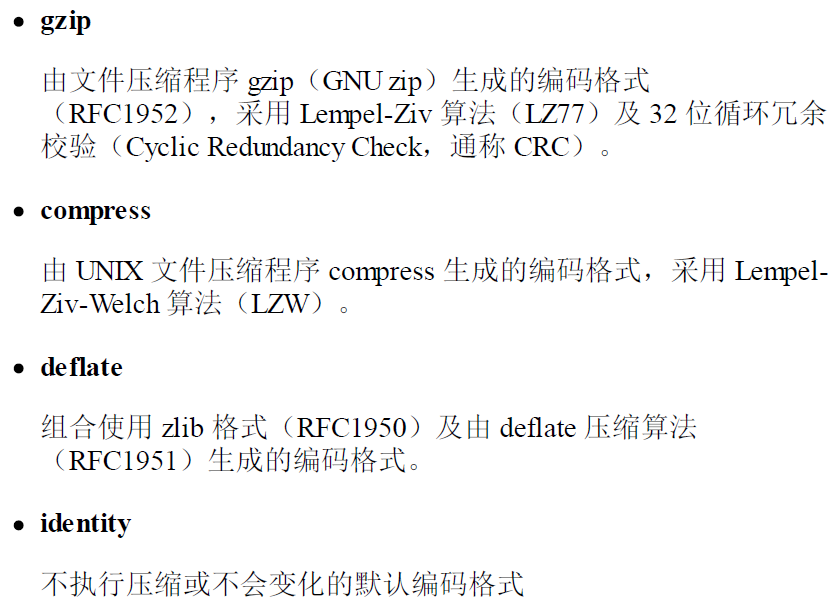 • gzip
由文件压缩程序 gzip（GNU zip）生成的编码格式
（RFC1952），采用 Lempel-Ziv 算法（LZ77）及 32 位循环冗余
校验（Cyclic Redundancy Check，通称 CRC）。
• compress
由 UNIX 文件压缩程序 compress 生成的编码格式，采用 Lempel-
Ziv-Welch 算法（LZW）。
• deflate
组合使用 zlib 格式（RFC1950）及由 deflate 压缩算法
（RFC1951）生成的编码格式。
• identity
不执行压缩或不会变化的默认编码格式